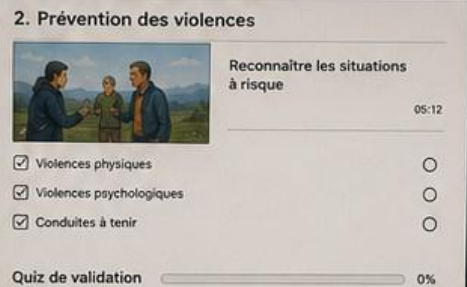 2. Prévention des violences
Reconnaître les situations
à risque
05:12
Violences physiques
Violences psychologiques
Conduites à tenir
Quiz de validation 0%